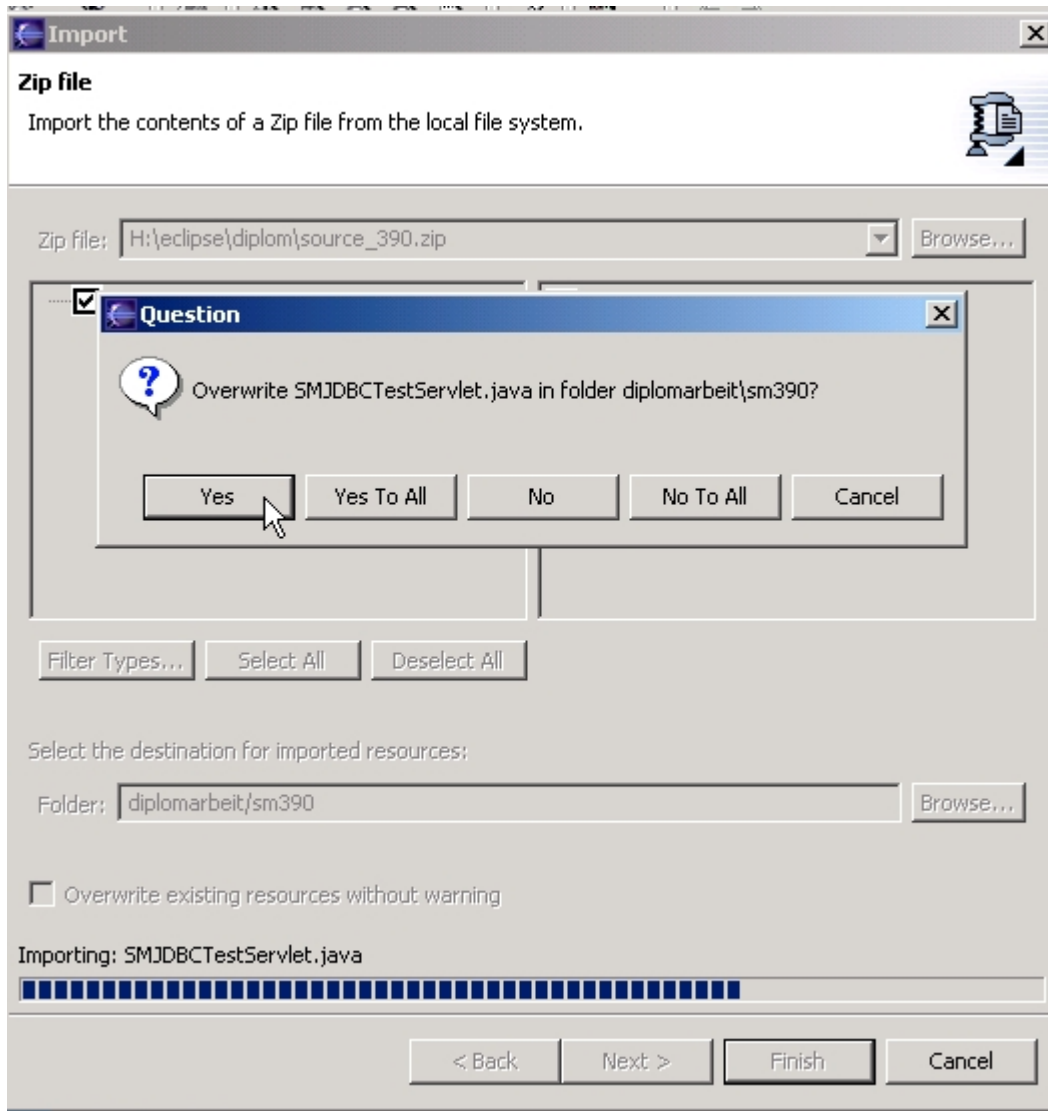 Import
Zip file
Import the contents of a Zip file from the local file system.
Zip file: H:\eclipse\diplom\source_390.zip Browse...
Question
Overwrite SMJDBCTestServlet.java in folder diplomarbeit\sm390?
Yes Yes To All No No To All Cancel
Filter Types... Select All Deselect All
Select the destination for imported resources:
Folder: diplomarbeit/sm390 Browse...
Overwrite existing resources without warning
Importing: SMJDBCTestServlet.java
< Back Next > Finish Cancel